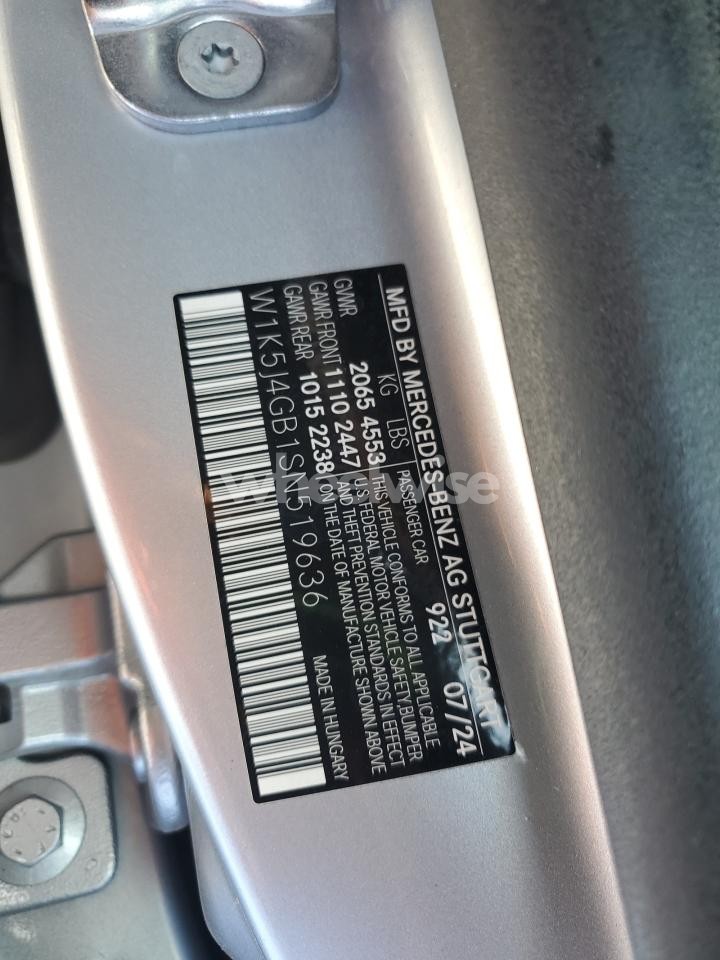 MFD BY MERCEDES-BENZ AG STUTTGART
KG LBS PASSENGER CAR 922 07/24
GVWR 2065 4553 THIS VEHICLE CONFORMS TO ALL APPLICABLE
GAWR FRONT 1110 2447 U.S. FEDERAL MOTOR VEHICLE SAFETY,BUMPER
GAWR REAR 1015 2238 AND THEFT PREVENTION STANDARDS IN EFFECT
ON THE DATE OF MANUFACTURE SHOWN ABOVE
W1K5J4GB1SN519636 MADE IN HUNGARY
wheelwise